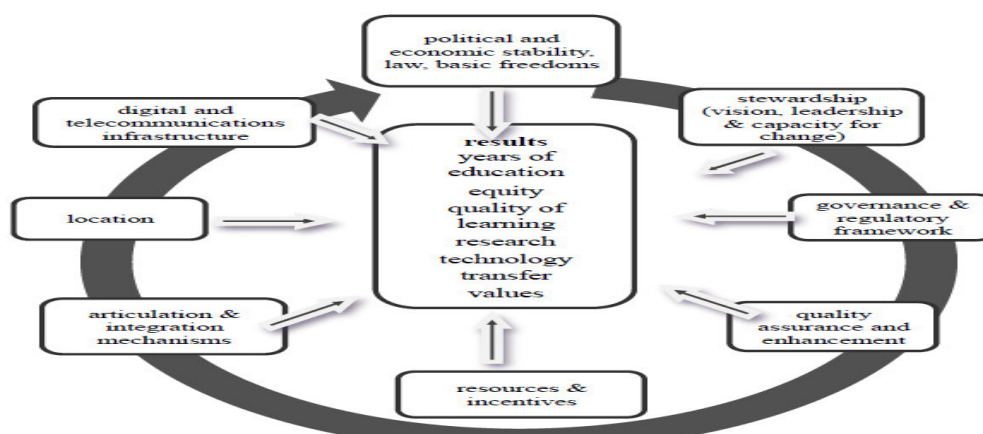 political and
economic stability,
law, basic freedoms
digital and
telecommunications
infrastructure
stewardship
(vision, leadership
& capacity for
change)
results
years of
education
equity
quality of
learning
research
technology
transfer
values
location
governance &
regulatory
framework
articulation &
integration
mechanisms
quality
assurance and
enhancement
resources &
incentives